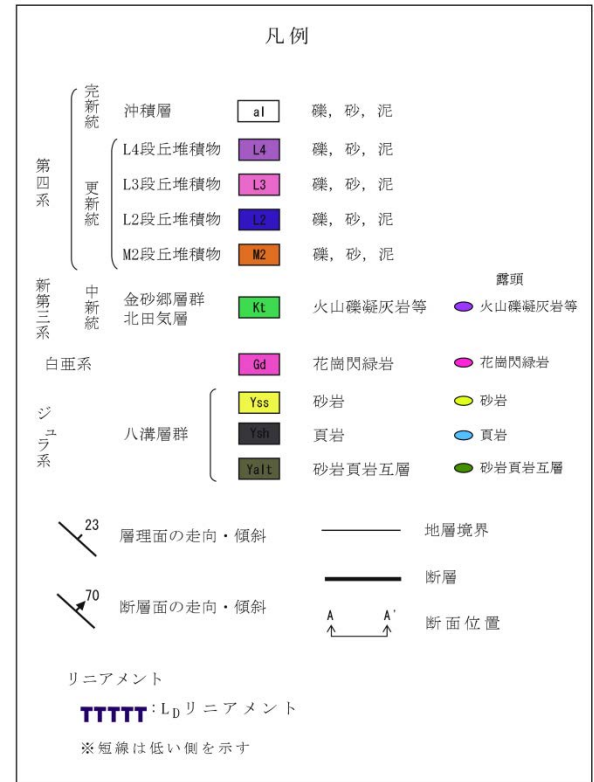 凡例
第四系
完新統
沖積層 al 礫, 砂, 泥
更新統
L4段丘堆積物 L4 礫, 砂, 泥
L3段丘堆積物 L3 礫, 砂, 泥
L2段丘堆積物 L2 礫, 砂, 泥
M2段丘堆積物 M2 礫, 砂, 泥
露頭
新第三系
中新統
金砂郷層群
北田気層
Kt 火山礫凝灰岩等 火山礫凝灰岩等
白亜系 Gd 花崗閃緑岩 花崗閃緑岩
ジュラ系
八溝層群
Yss 砂岩 砂岩
Ysh 頁岩 頁岩
Yalt 砂岩頁岩互層 砂岩頁岩互層
23 層理面の走向・傾斜
地層境界
断層
70 断層面の走向・傾斜
A A' 断面位置
リニアメント
TTTTT:LDリニアメント
※短線は低い側を示す